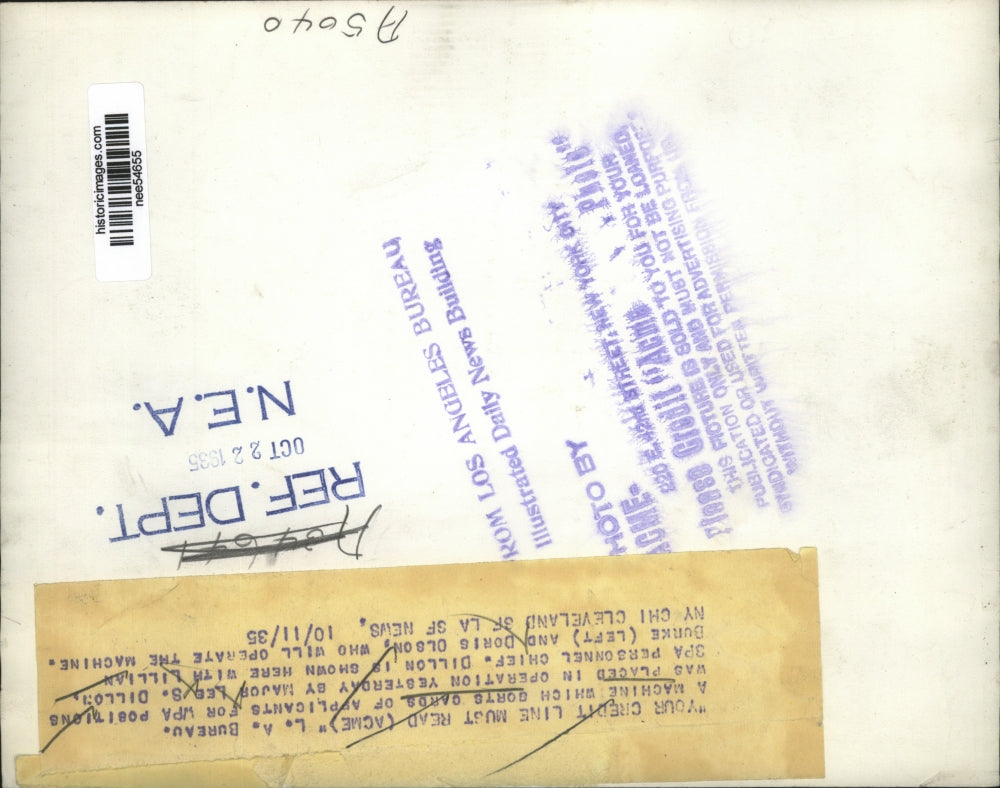 A5040
historicimages.com
nee54655
N.E.A.
OCT 22 1935
REF. DEPT.
FROM LOS ANGELES BUREAU
Illustrated Daily News Building
PHOTO BY
ACME-
STREET, NEW YORK CITY
Please Credit "Acme Photo"
THIS PICTURE IS SOLD TO YOU FOR YOUR
PUBLICATION ONLY AND MUST NOT BE LOANED,
SYNDICATED OR USED FOR ADVERTISING PURPOSES
WITHOUT WRITTEN PERMISSION FROM
"YOUR CREDIT LINE MUST READ (ACME)" L. A. BUREAU.
A MACHINE WHICH SORTS CARDS OF APPLICANTS FOR WPA POSITIONS
WAS PLACED IN OPERATION YESTERDAY BY MAJOR LEE S. DILLON,
SPA PERSONNEL CHIEF. DILLON IS SHOWN HERE WITH LILLIAN
BURKE (LEFT) AND DORIS OLSON, WHO WILL OPERATE THE MACHINE.
NY CHI CLEVELAND SF LA SF NEWS. 10/11/35